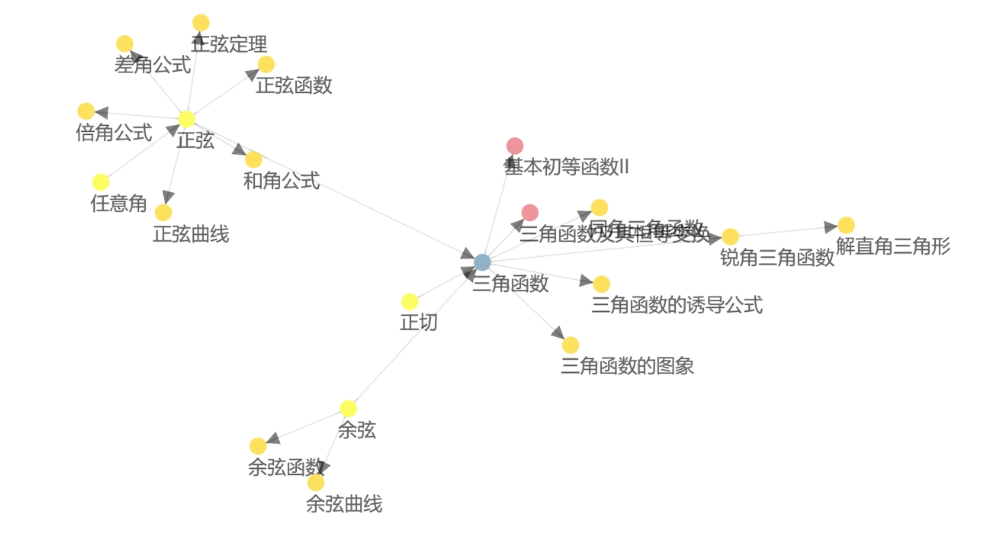 正弦定理
差角公式
正弦函数
倍角公式
正弦
基本初等函数II
和角公式
任意角
正弦曲线
同角三角函数
三角函数及其恒等变换
解直角三角形
锐角三角函数
三角函数
三角函数的诱导公式
正切
三角函数的图象
余弦
余弦函数
余弦曲线